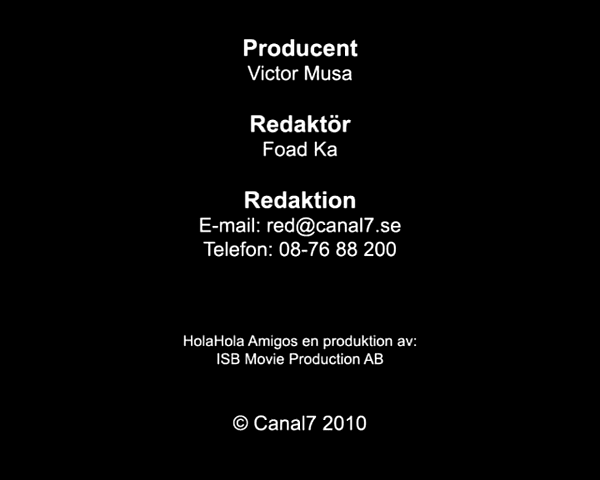 Producent
Victor Musa
Redaktör
Foad Ka
Redaktion
E-mail: red@canal7.se
Telefon: 08-76 88 200
HolaHola Amigos en produktion av:
ISB Movie Production AB
© Canal7 2010